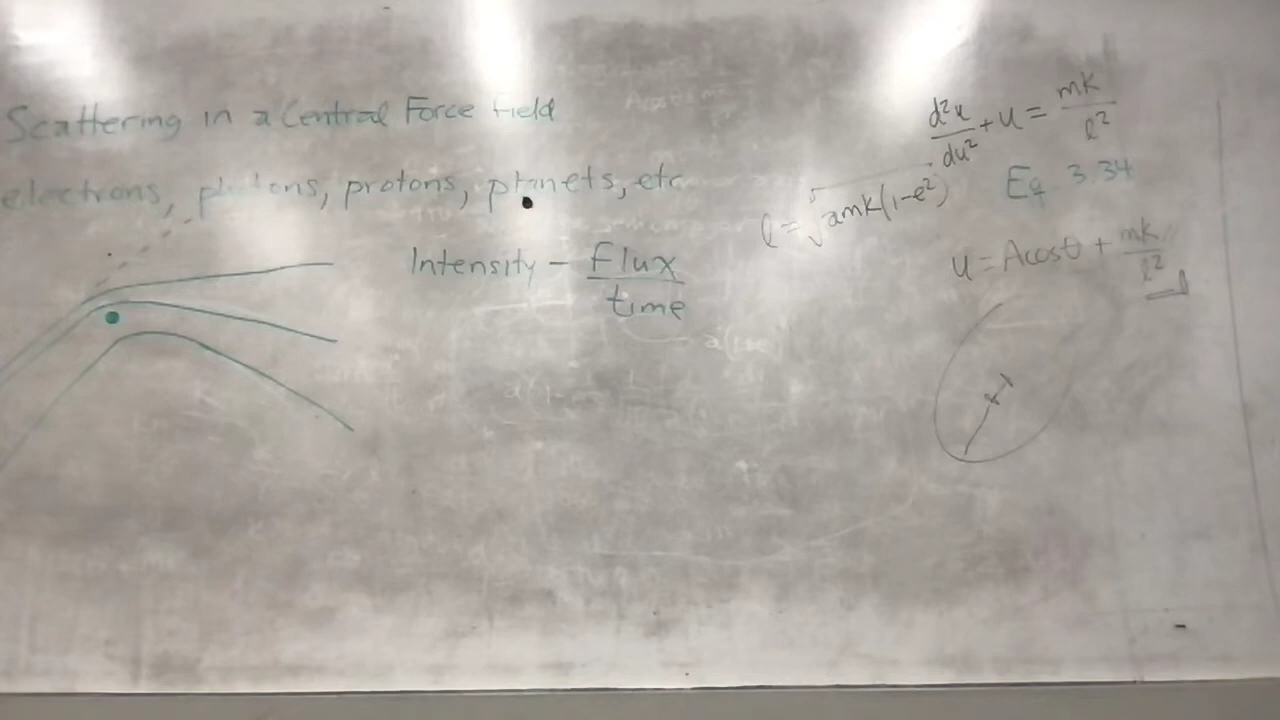 Scattering in a Central Force Field
electrons, photons, protons, planets, etc
Intensity - flux
time
d²u/du² + u = mk/l²
l = √amk(1-e²)
Eq 3.34
u = Acosθ + mk/l²